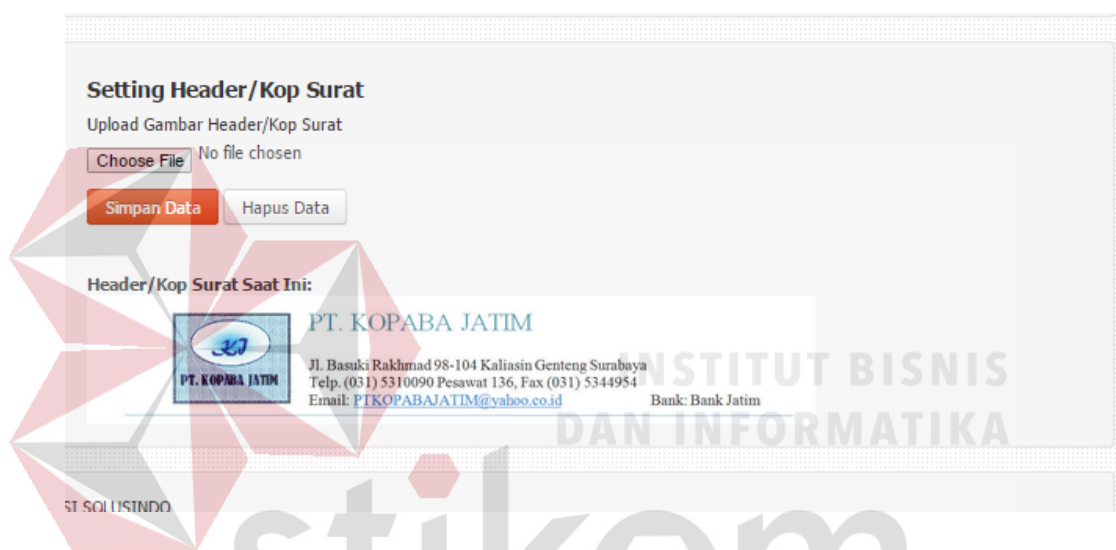 Setting Header/Kop Surat
Upload Gambar Header/Kop Surat
Choose File No file chosen
Simpan Data Hapus Data
Header/Kop Surat Saat Ini:
KJ
PT. KOPABA JATIM
PT. KOPABA JATIM
Jl. Basuki Rakhmad 98-104 Kaliasin Genteng Surabaya
Telp. (031) 5310090 Pesawat 136, Fax (031) 5344954
Email: PTKOPABAJATIM@yahoo.co.id Bank: Bank Jatim
INSTITUT BISNIS
DAN INFORMATIKA
SI SOLUSINDO
stikom